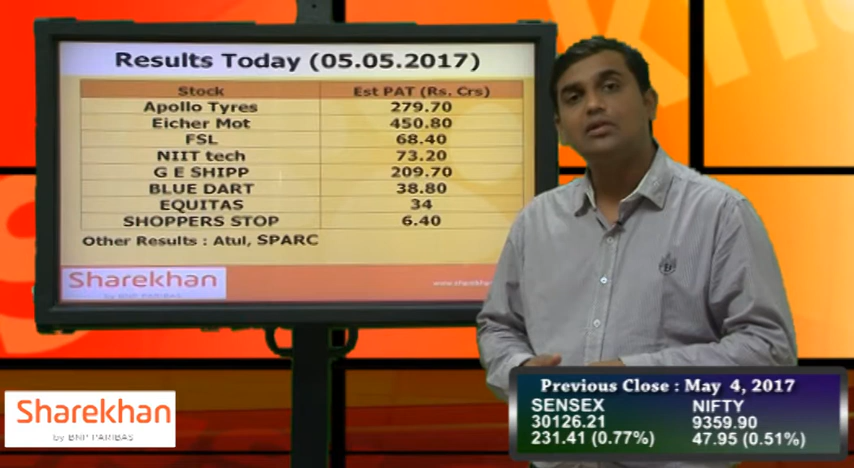 Results Today (05.05.2017)
Stock Est PAT (Rs. Crs)
Apollo Tyres 279.70
Eicher Mot 450.80
FSL 68.40
NIIT tech 73.20
G E SHIPP 209.70
BLUE DART 38.80
EQUITAS 34
SHOPPERS STOP 6.40
Other Results : Atul, SPARC
Sharekhan
by BNP PARIBAS
Sharekhan
by BNP PARIBAS
Previous Close : May 4, 2017
SENSEX NIFTY
30126.21 9359.90
231.41 (0.77%) 47.95 (0.51%)